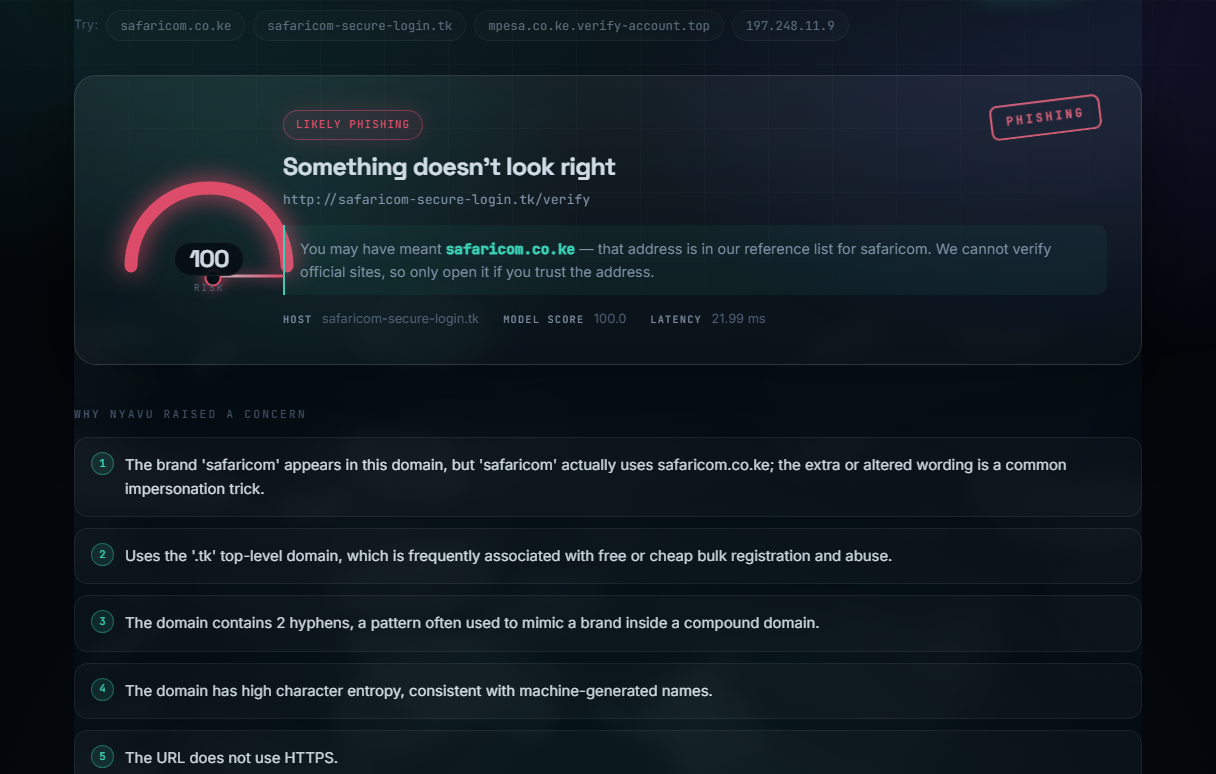 Try: safaricom.co.ke safaricom-secure-login.tk mpesa.co.ke.verify-account.top 197.248.11.9
LIKELY PHISHING
PHISHING
Something doesn't look right
http://safaricom-secure-login.tk/verify
You may have meant safaricom.co.ke — that address is in our reference list for safaricom. We cannot verify
official sites, so only open it if you trust the address.
100
RISK
HOST safaricom-secure-login.tk MODEL SCORE 100.0 LATENCY 21.99 ms
WHY NYAVU RAISED A CONCERN
1 The brand 'safaricom' appears in this domain, but 'safaricom' actually uses safaricom.co.ke; the extra or altered wording is a common
impersonation trick.
2 Uses the '.tk' top-level domain, which is frequently associated with free or cheap bulk registration and abuse.
3 The domain contains 2 hyphens, a pattern often used to mimic a brand inside a compound domain.
4 The domain has high character entropy, consistent with machine-generated names.
5 The URL does not use HTTPS.